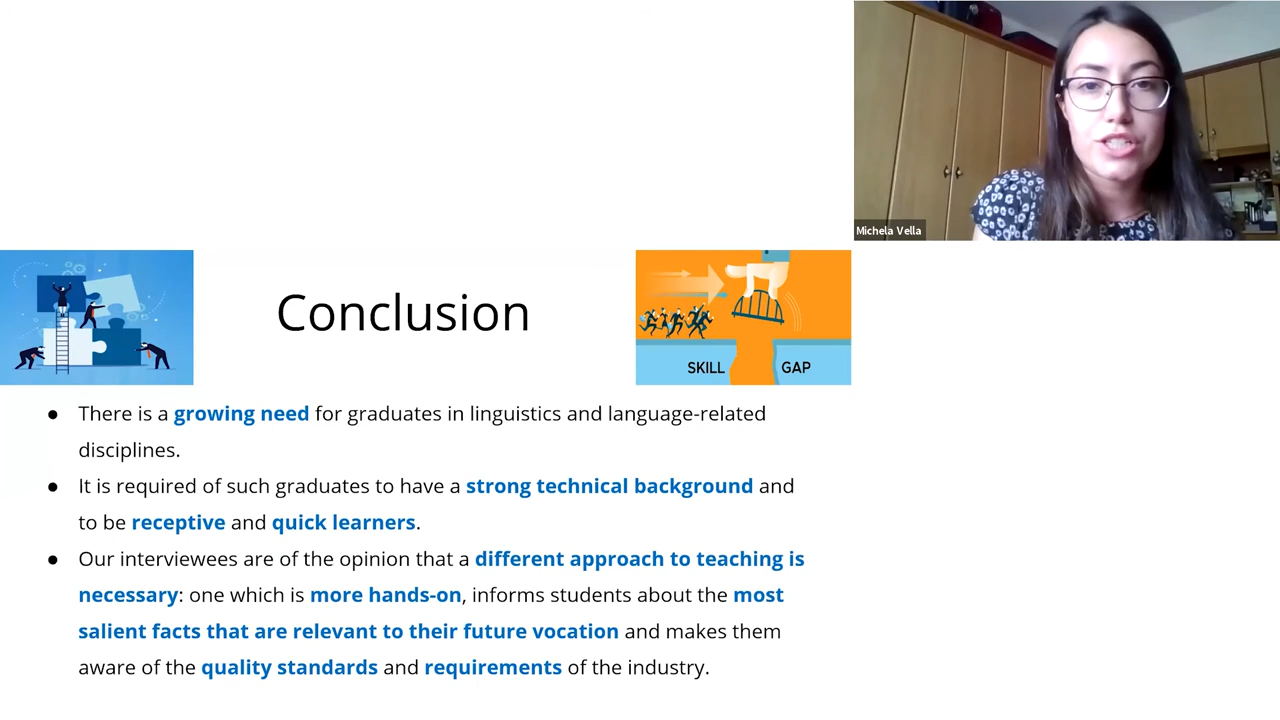 Michela Vella
Conclusion
SKILL GAP
● There is a growing need for graduates in linguistics and language-related
disciplines.
● It is required of such graduates to have a strong technical background and
to be receptive and quick learners.
● Our interviewees are of the opinion that a different approach to teaching is
necessary: one which is more hands-on, informs students about the most
salient facts that are relevant to their future vocation and makes them
aware of the quality standards and requirements of the industry.